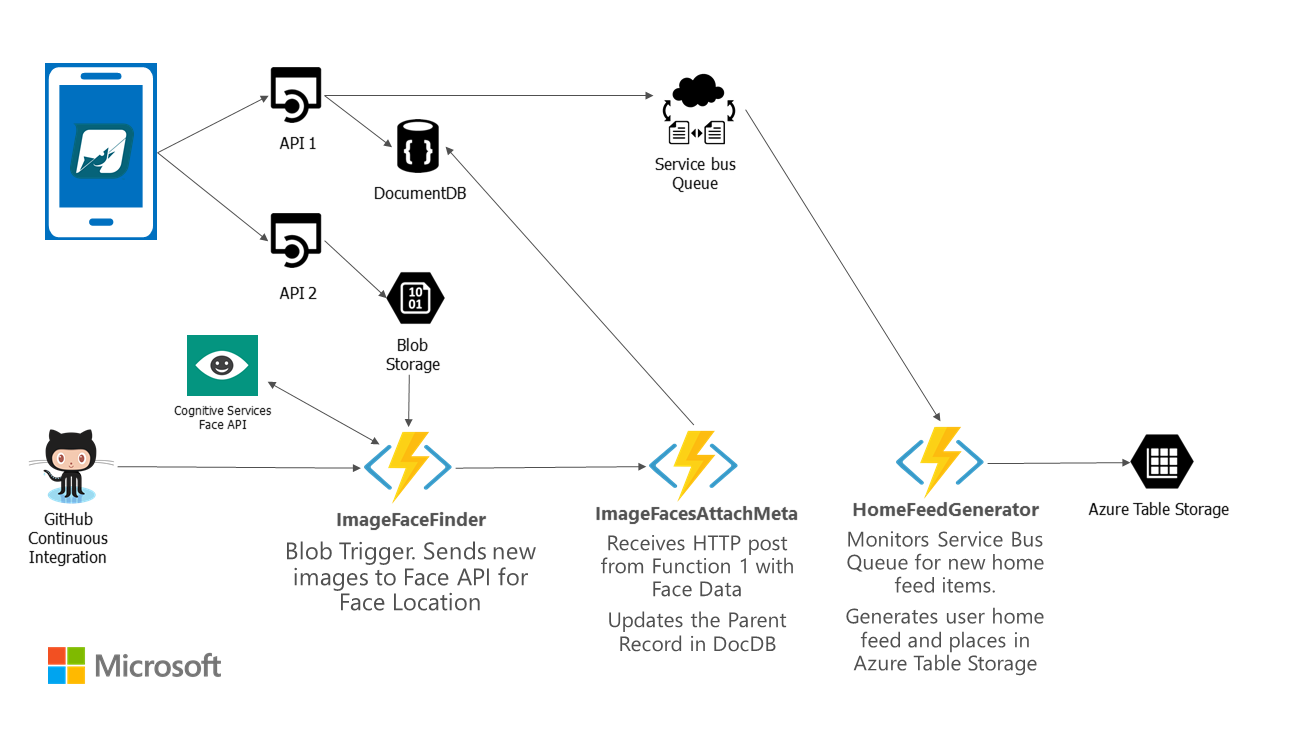 API 1
DocumentDB
Service bus
Queue
API 2
10
01
Blob
Storage
Cognitive Services
Face API
GitHub
Continuous
Integration
ImageFaceFinder
Blob Trigger. Sends new
images to Face API for
Face Location
ImageFacesAttachMeta
Receives HTTP post
from Function 1 with
Face Data
Updates the Parent
Record in DocDB
HomeFeedGenerator
Monitors Service Bus
Queue for new home
feed items.
Generates user home
feed and places in
Azure Table Storage
Azure Table Storage
Microsoft